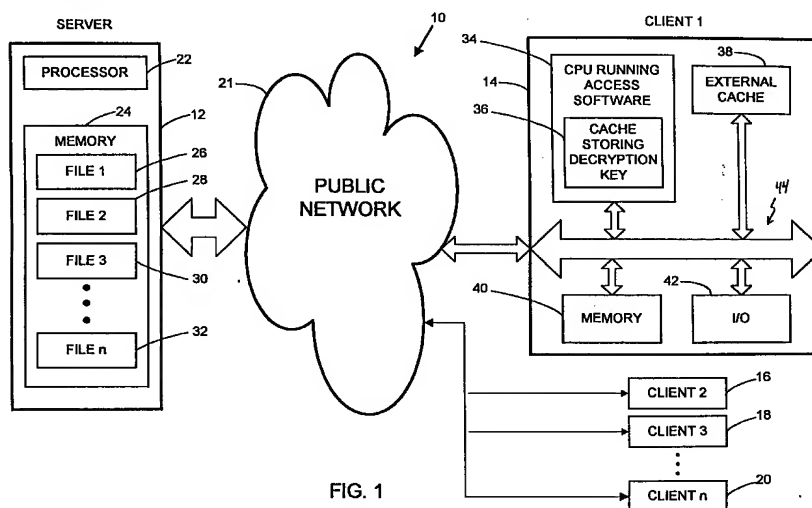 SERVER
PROCESSOR
22
24
12
MEMORY
FILE 1
26
28
FILE 2
FILE 3
30
FILE n
32
21
10
PUBLIC
NETWORK
CLIENT 1
34
14
CPU RUNNING
ACCESS
SOFTWARE
36
CACHE
STORING
DECRYPTION
KEY
38
EXTERNAL
CACHE
44
40
MEMORY
42
I/O
CLIENT 2
16
CLIENT 3
18
CLIENT n
20
FIG. 1